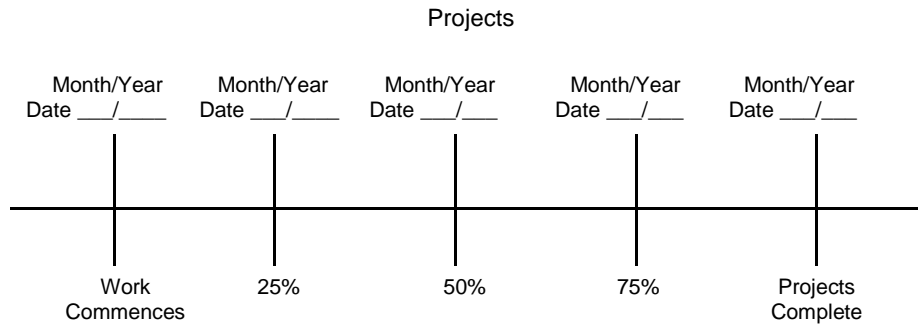 Projects
Month/Year Month/Year Month/Year Month/Year Month/Year
Date ___/____ Date ___/____ Date ___/___ Date ___/___ Date ___/___
Work Commences 25% 50% 75% Projects Complete